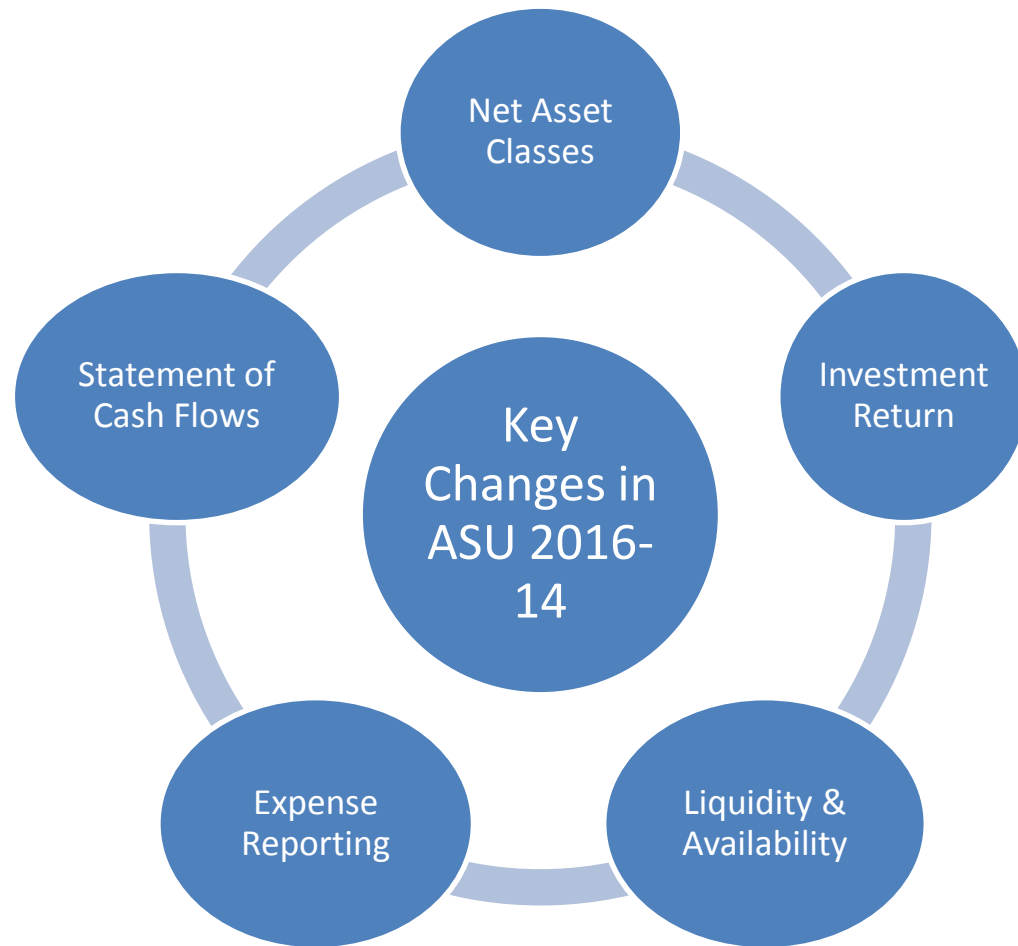 Net Asset
Classes
Investment
Return
Liquidity &
Availability
Expense
Reporting
Statement of
Cash Flows
Key
Changes in
ASU 2016-
14